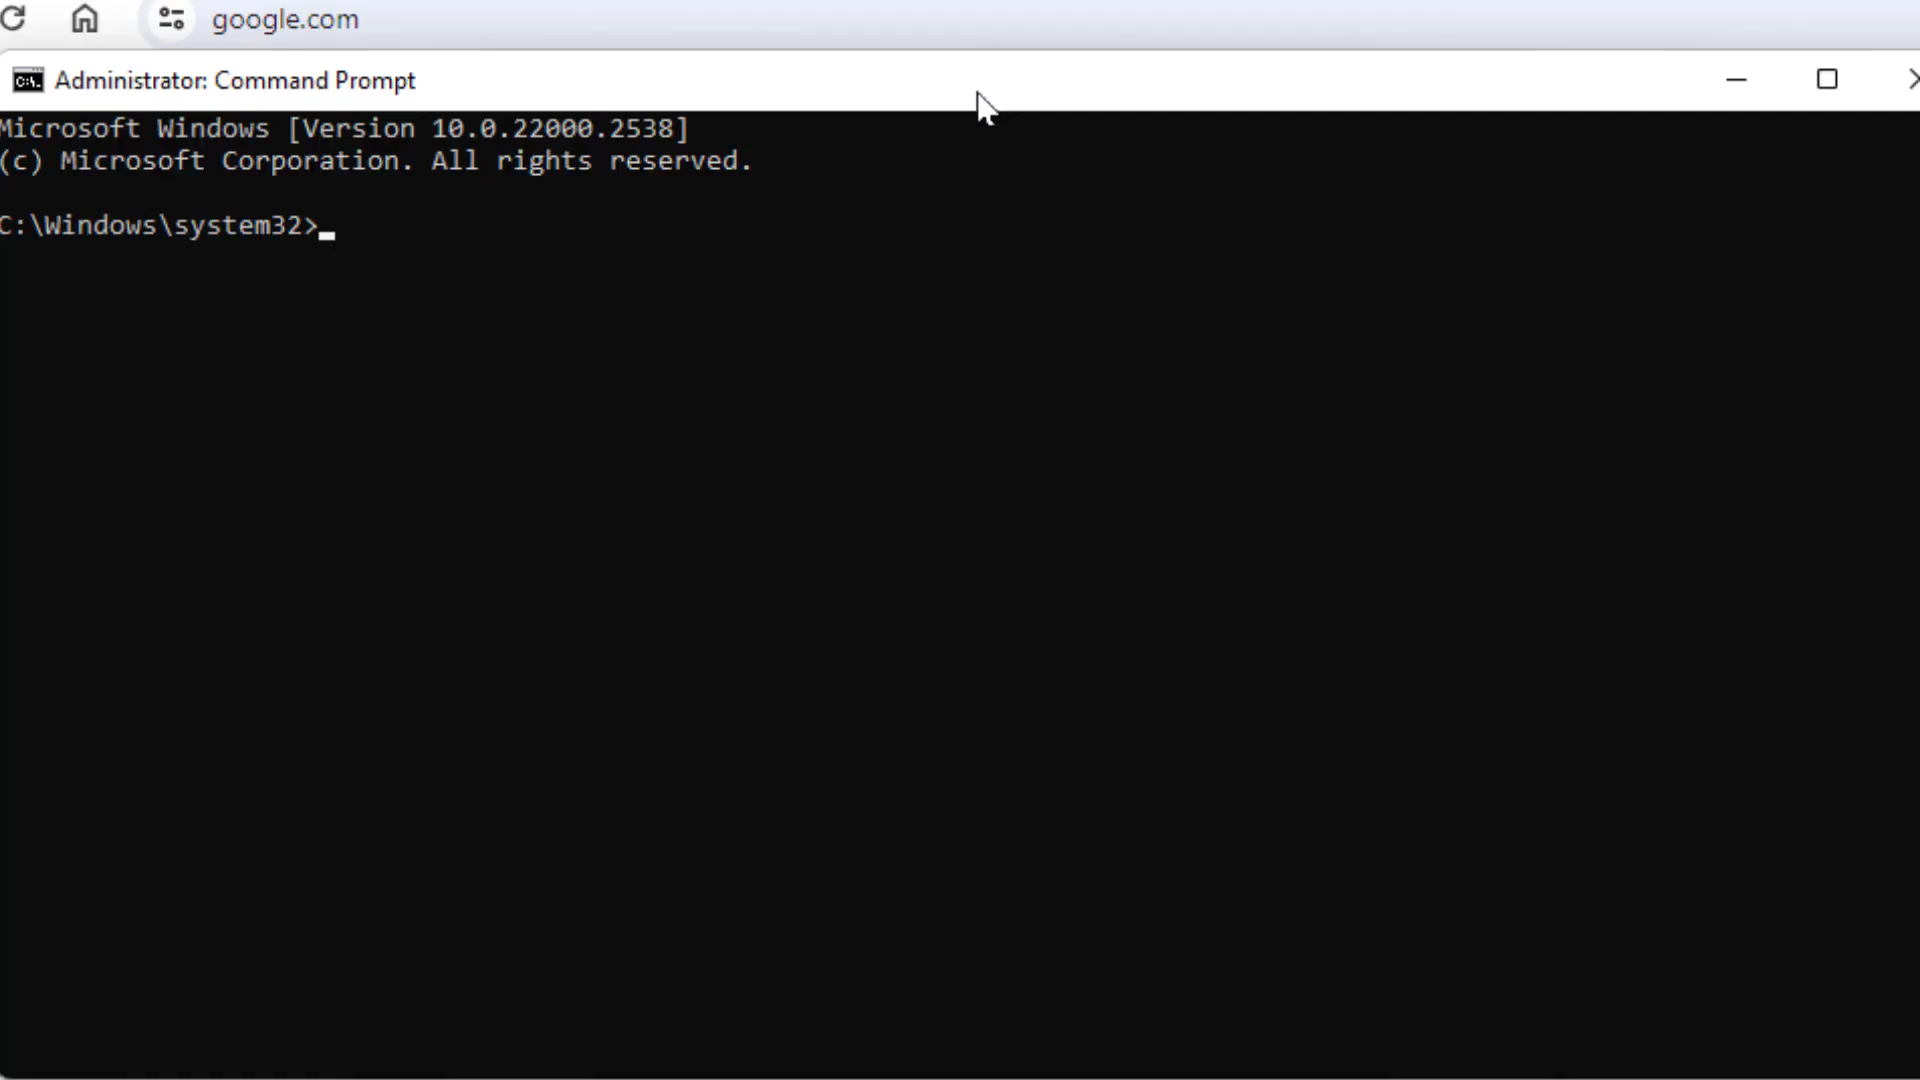 google.com
Administrator: Command Prompt
Microsoft Windows [Version 10.0.22000.2538]
(c) Microsoft Corporation. All rights reserved.
C:\Windows\system32>